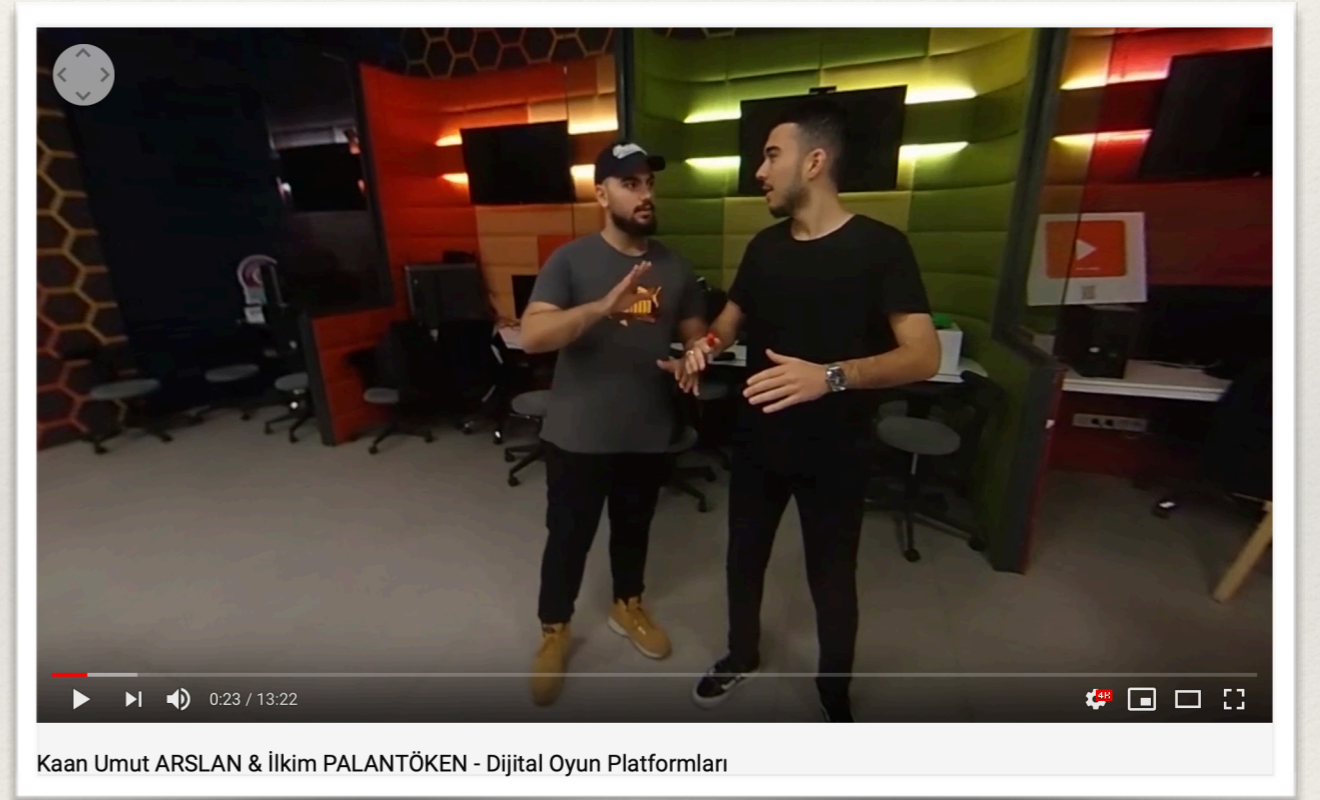 0:23 / 13:22
4K
Kaan Umut ARSLAN & İlkim PALANTÖKEN - Dijital Oyun Platformları